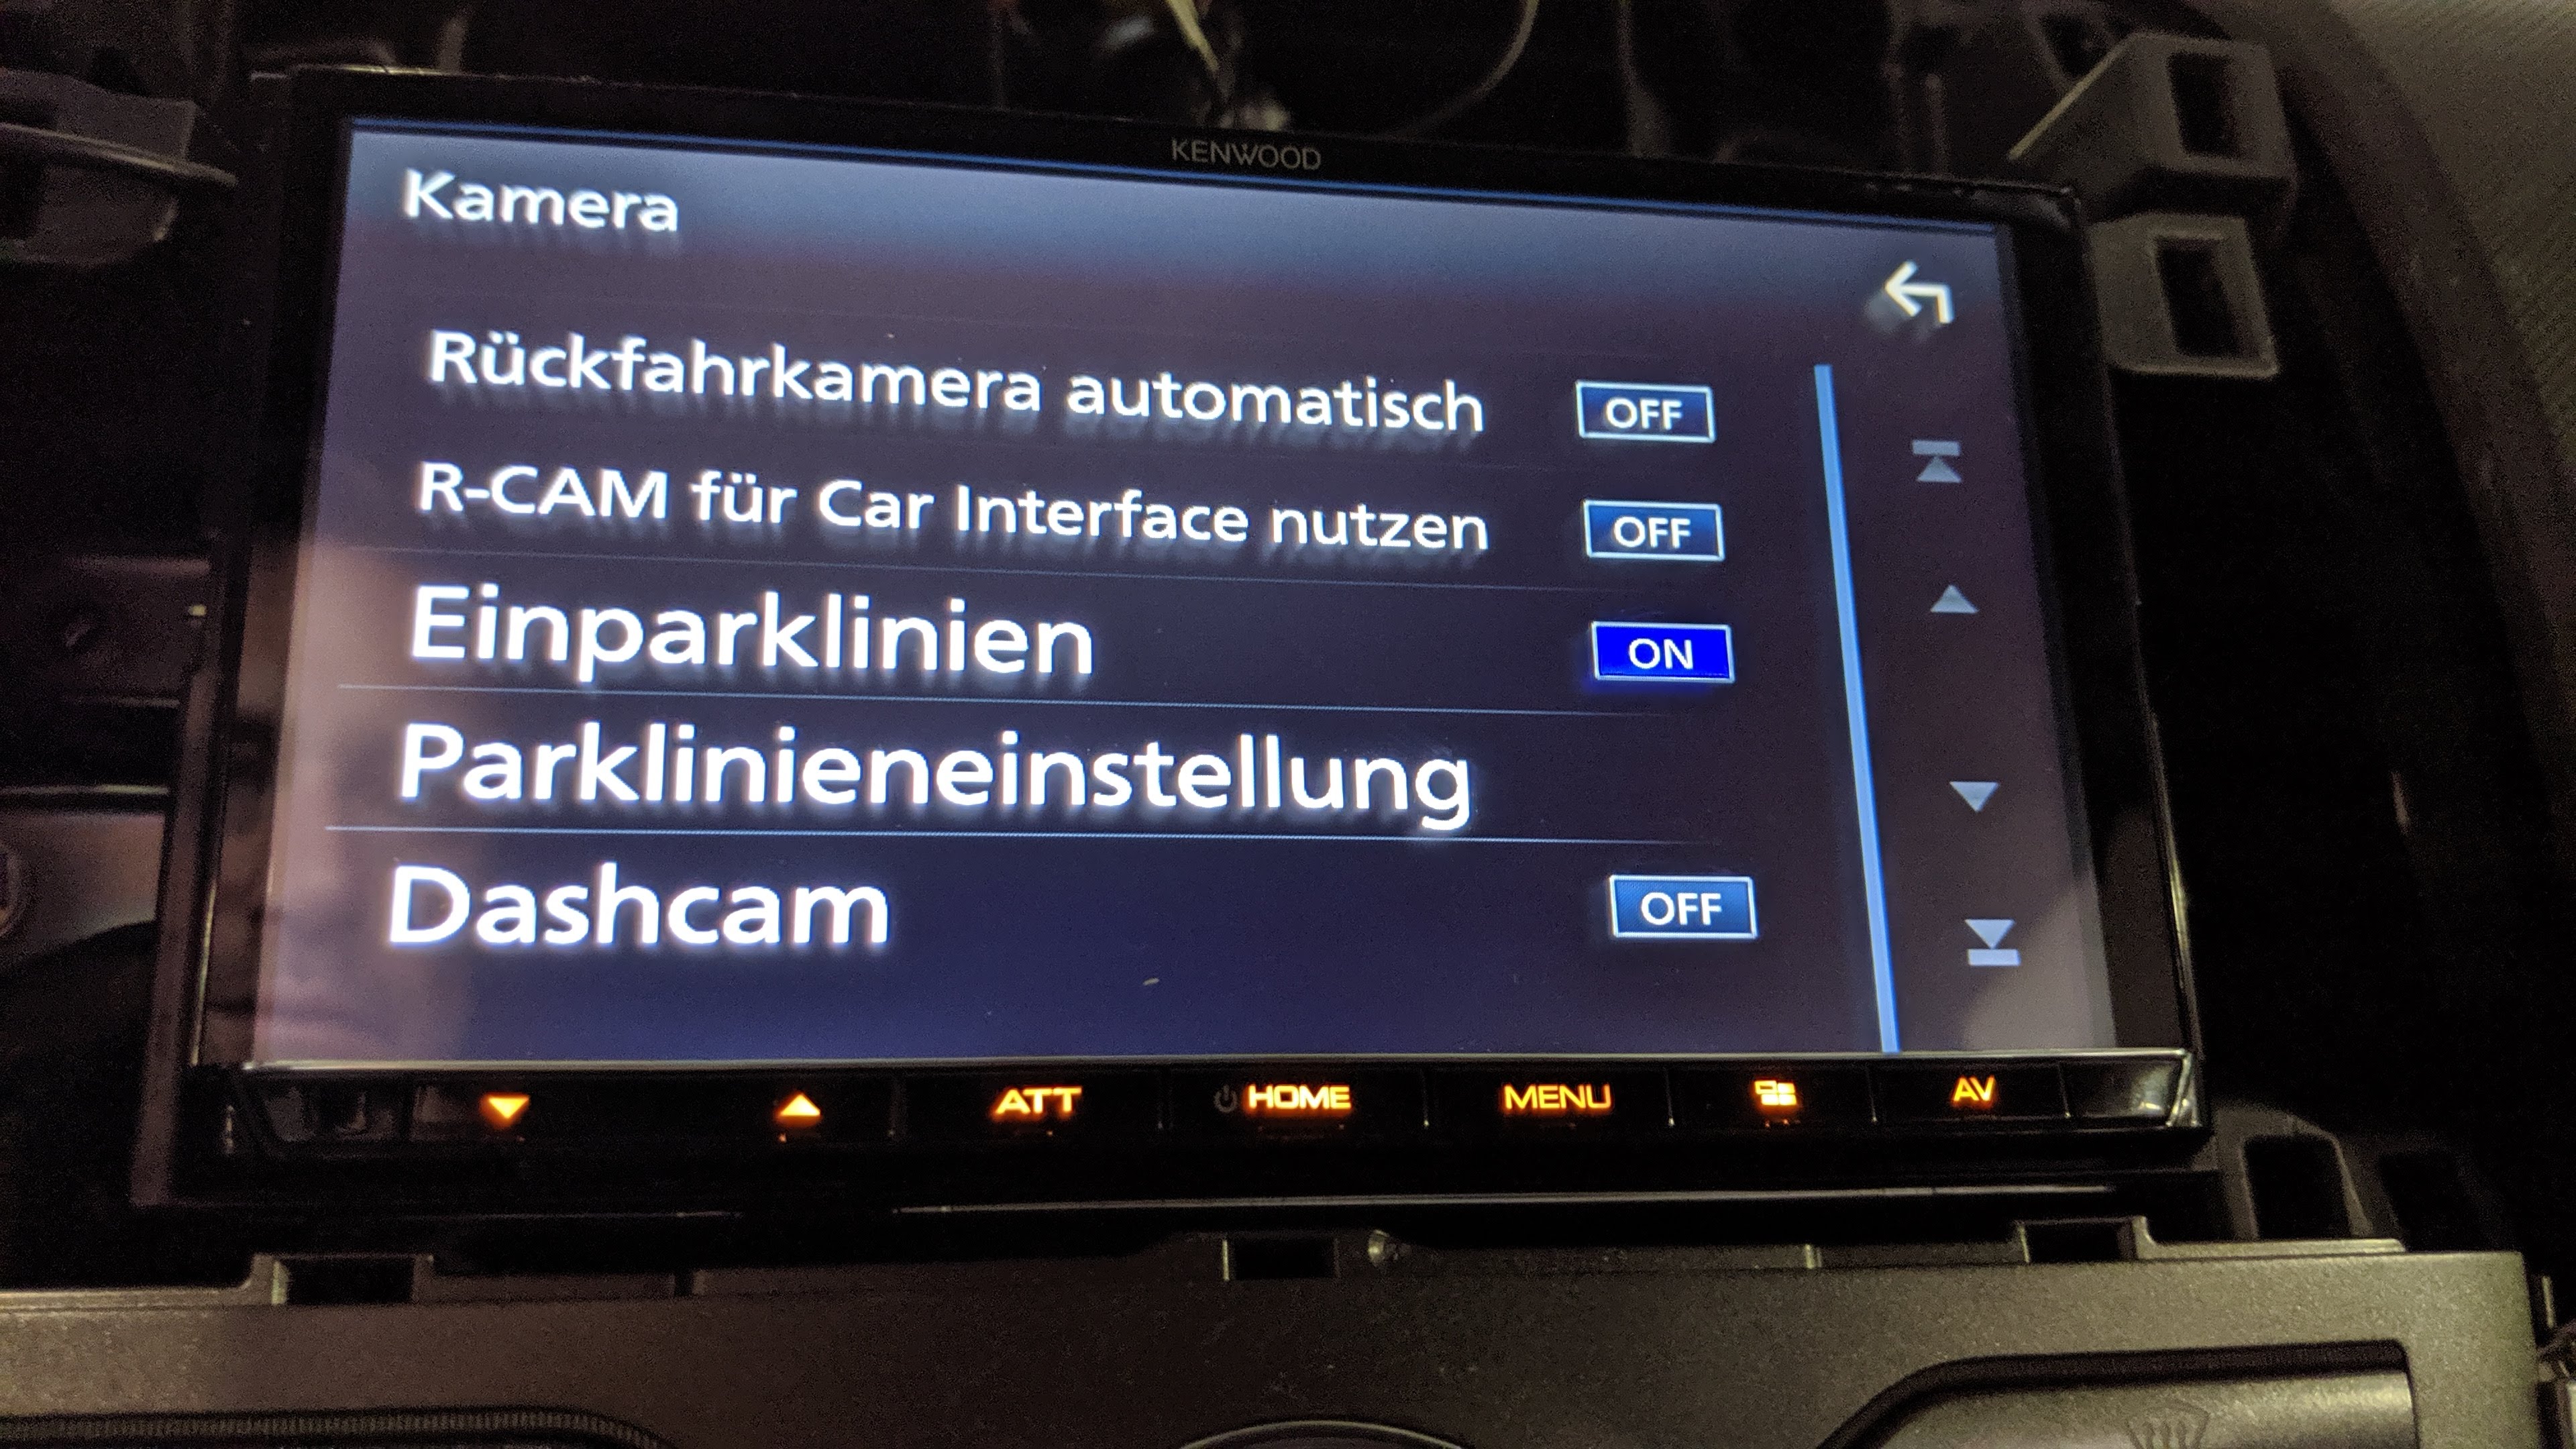 KENWOOD
Kamera
Rückfahrkamera automatisch OFF
R-CAM für Car Interface nutzen OFF
Einparklinien ON
Parklinieneinstellung
Dashcam OFF
ATT HOME MENU AV